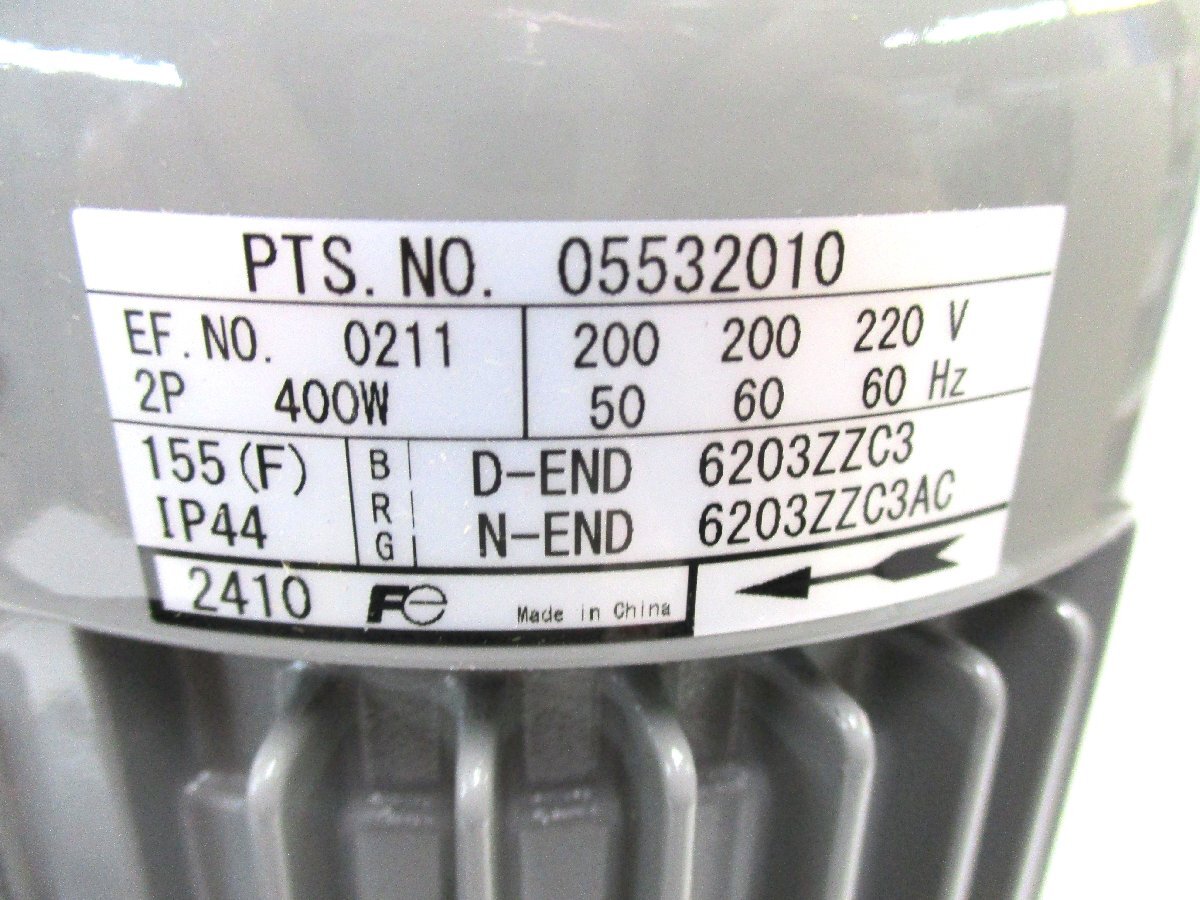 PTS. NO. 05532010
EF. NO. 0211 200 200 220 V
2P 400W 50 60 60 Hz
155(F) BRG D-END 6203ZZC3
IP44 N-END 6203ZZC3AC
2410 Fe Made in China